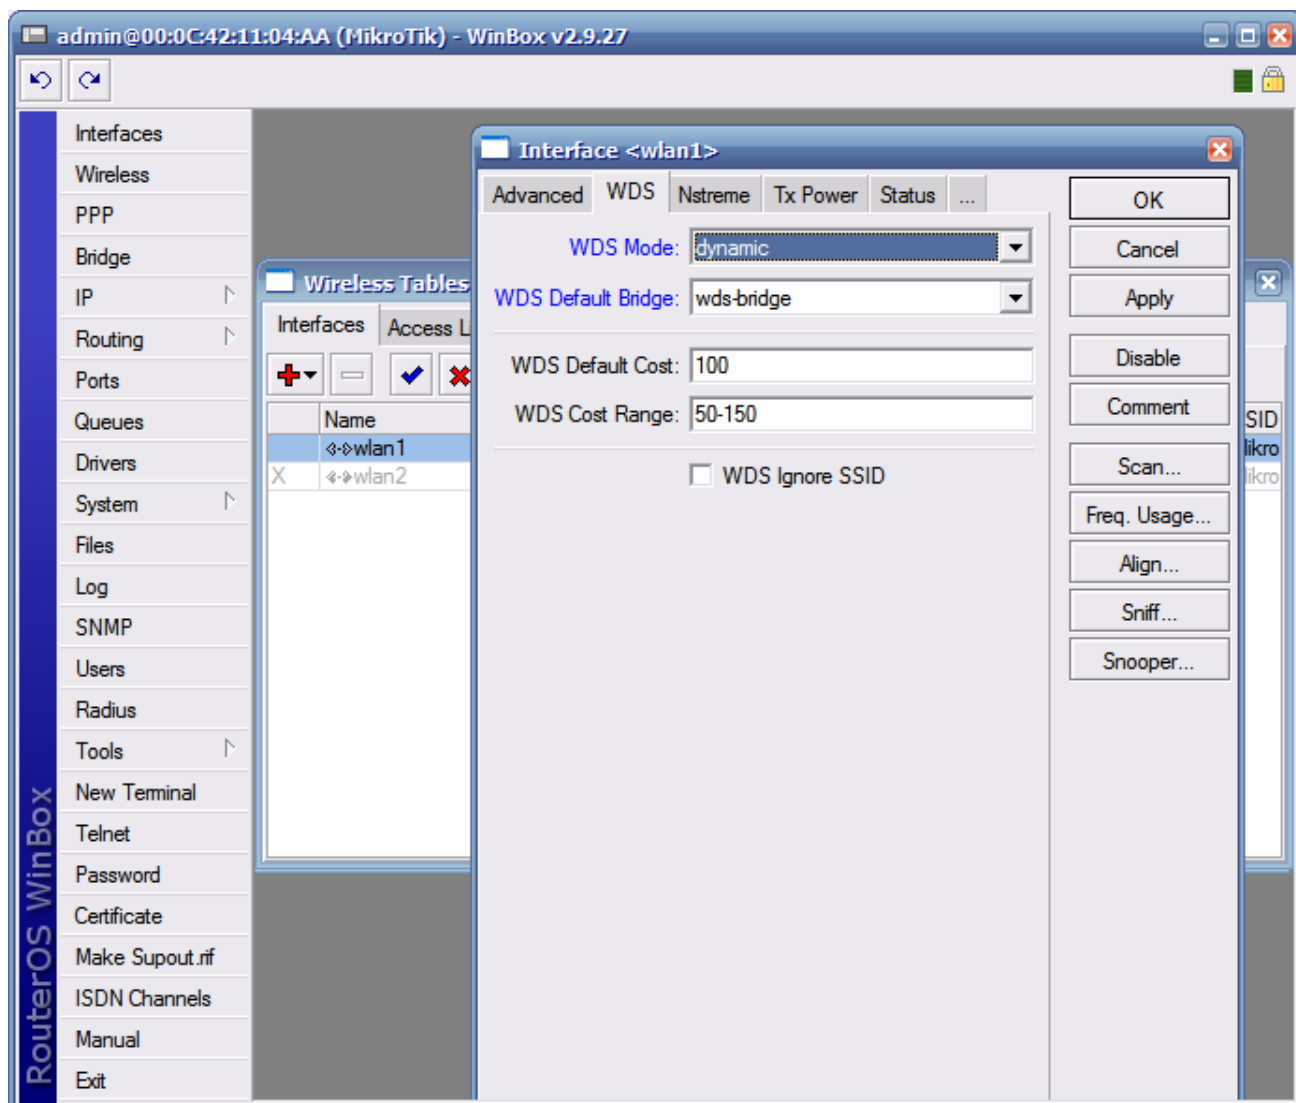 admin@00:0C:42:11:04:AA (MikroTik) - WinBox v2.9.27
RouterOS WinBox
Interfaces
Wireless
PPP
Bridge
IP
Routing
Ports
Queues
Drivers
System
Files
Log
SNMP
Users
Radius
Tools
New Terminal
Telnet
Password
Certificate
Make Supout.rif
ISDN Channels
Manual
Exit
Wireless Tables
Interfaces Access Li
Name SID
wlan1 likro
X wlan2 likro
Interface <wlan1>
Advanced WDS Nstreme Tx Power Status ...
WDS Mode: dynamic
WDS Default Bridge: wds-bridge
WDS Default Cost: 100
WDS Cost Range: 50-150
WDS Ignore SSID
OK
Cancel
Apply
Disable
Comment
Scan...
Freq. Usage...
Align...
Sniff...
Snooper...